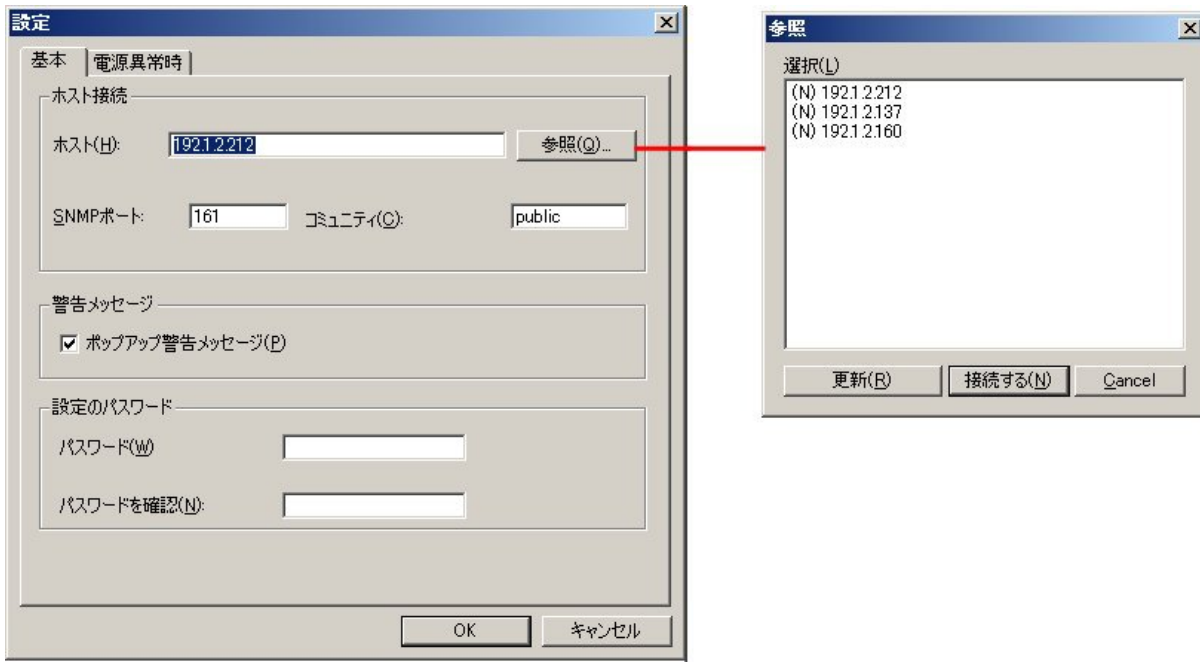 設定
基本
電源異常時
ホスト接続
ホスト(H):
192.1.2.212
参照(Q)...
SNMPポート:
161
コミュニティ(C):
public
警告メッセージ
ポップアップ警告メッセージ(P)
設定のパスワード
パスワード(W)
パスワードを確認(N):
OK
キャンセル
参照
選択(L)
(N) 192.1.2.212
(N) 192.1.2.137
(N) 192.1.2.160
更新(R)
接続する(N)
Cancel